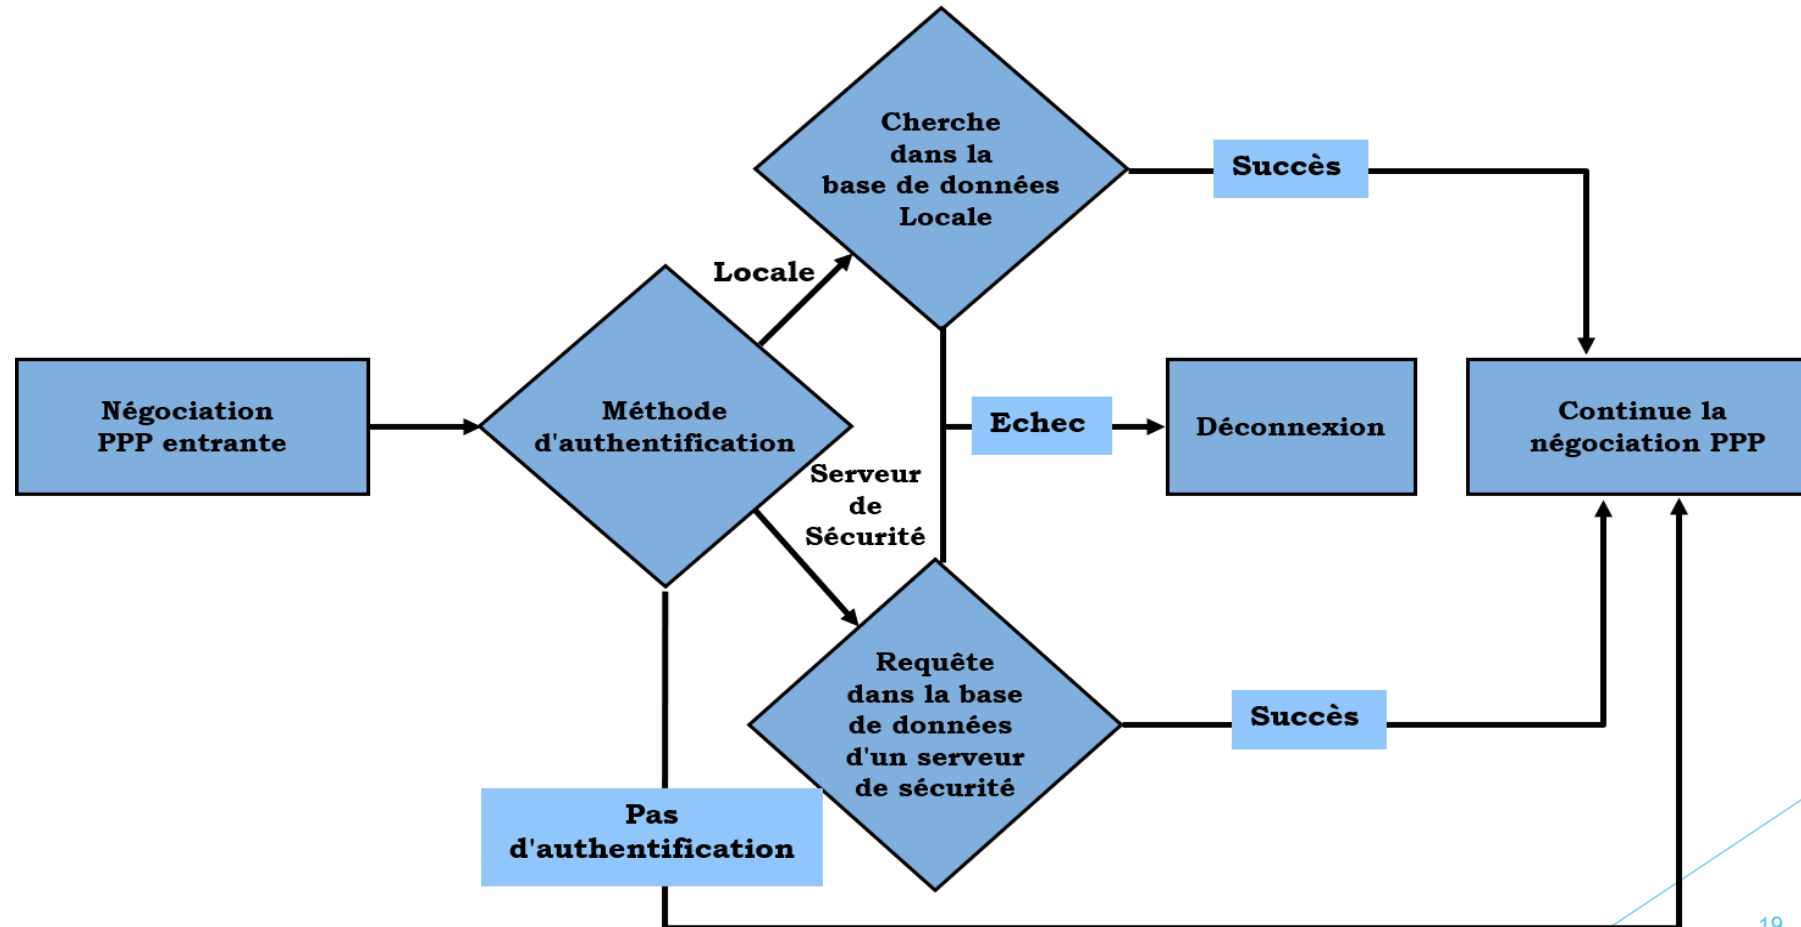 Cherche
dans la
base de données
Locale
Succès
Locale
Négociation
PPP entrante
Méthode
d'authentification
Echec
Déconnexion
Continue la
négociation PPP
Serveur
de
Sécurité
Requête
dans la base
de données
d'un serveur
de sécurité
Succès
Pas
d'authentification
19